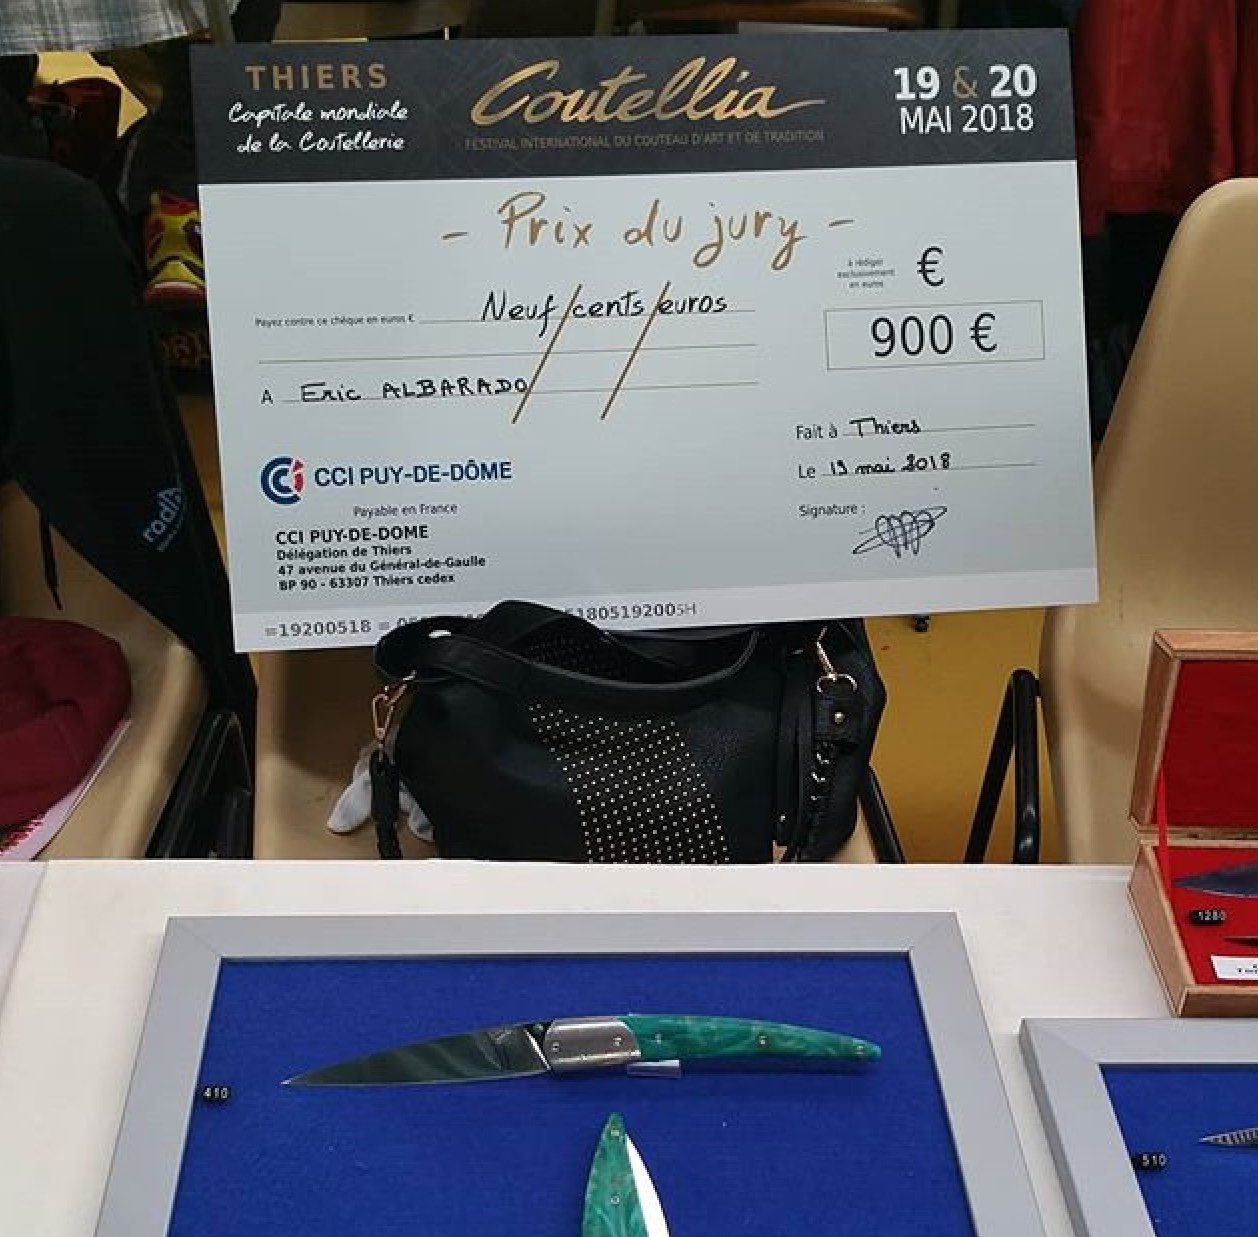 THIERS
Capitale mondiale
de la Coutellerie
Coutellia
FESTIVAL INTERNATIONAL DU COUTEAU D'ART ET DE TRADITION
19 & 20
MAI 2018
- Prix du jury -
à rédiger
exclusivement
en euros
€
Payez contre ce chèque en euros € Neuf/cents/euros
900 €
A Eric ALBARADO
Fait à Thiers
Le 19 mai 2018
Signature :
CCI PUY-DE-DÔME
Payable en France
CCI PUY-DE-DOME
Délégation de Thiers
47 avenue du Général-de-Gaulle
BP 90 - 63307 Thiers cedex
=19200518 =
5180519200SH
radia
1280
410
510